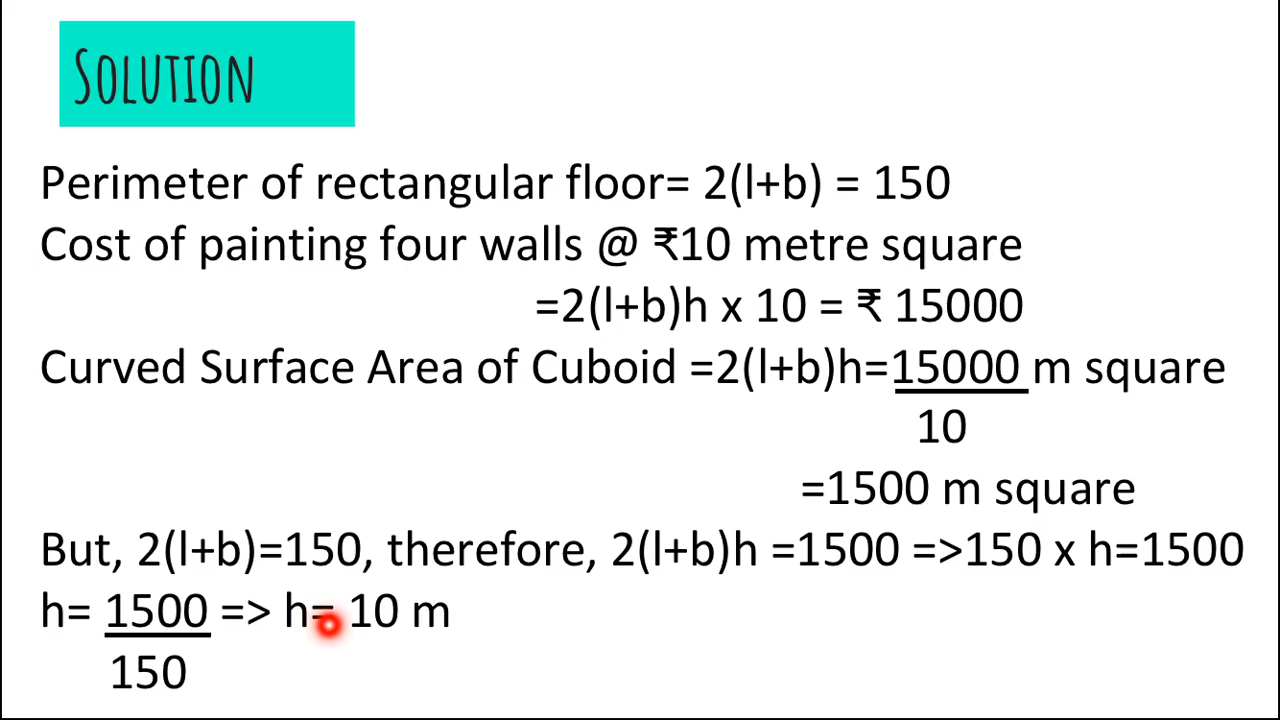 SOLUTION
Perimeter of rectangular floor= 2(l+b) = 150
Cost of painting four walls @ ₹10 metre square
=2(l+b)h x 10 = ₹ 15000
Curved Surface Area of Cuboid =2(l+b)h=15000 m square
10
=1500 m square
But, 2(l+b)=150, therefore, 2(l+b)h =1500 =>150 x h=1500
h= 1500 => h= 10 m
150